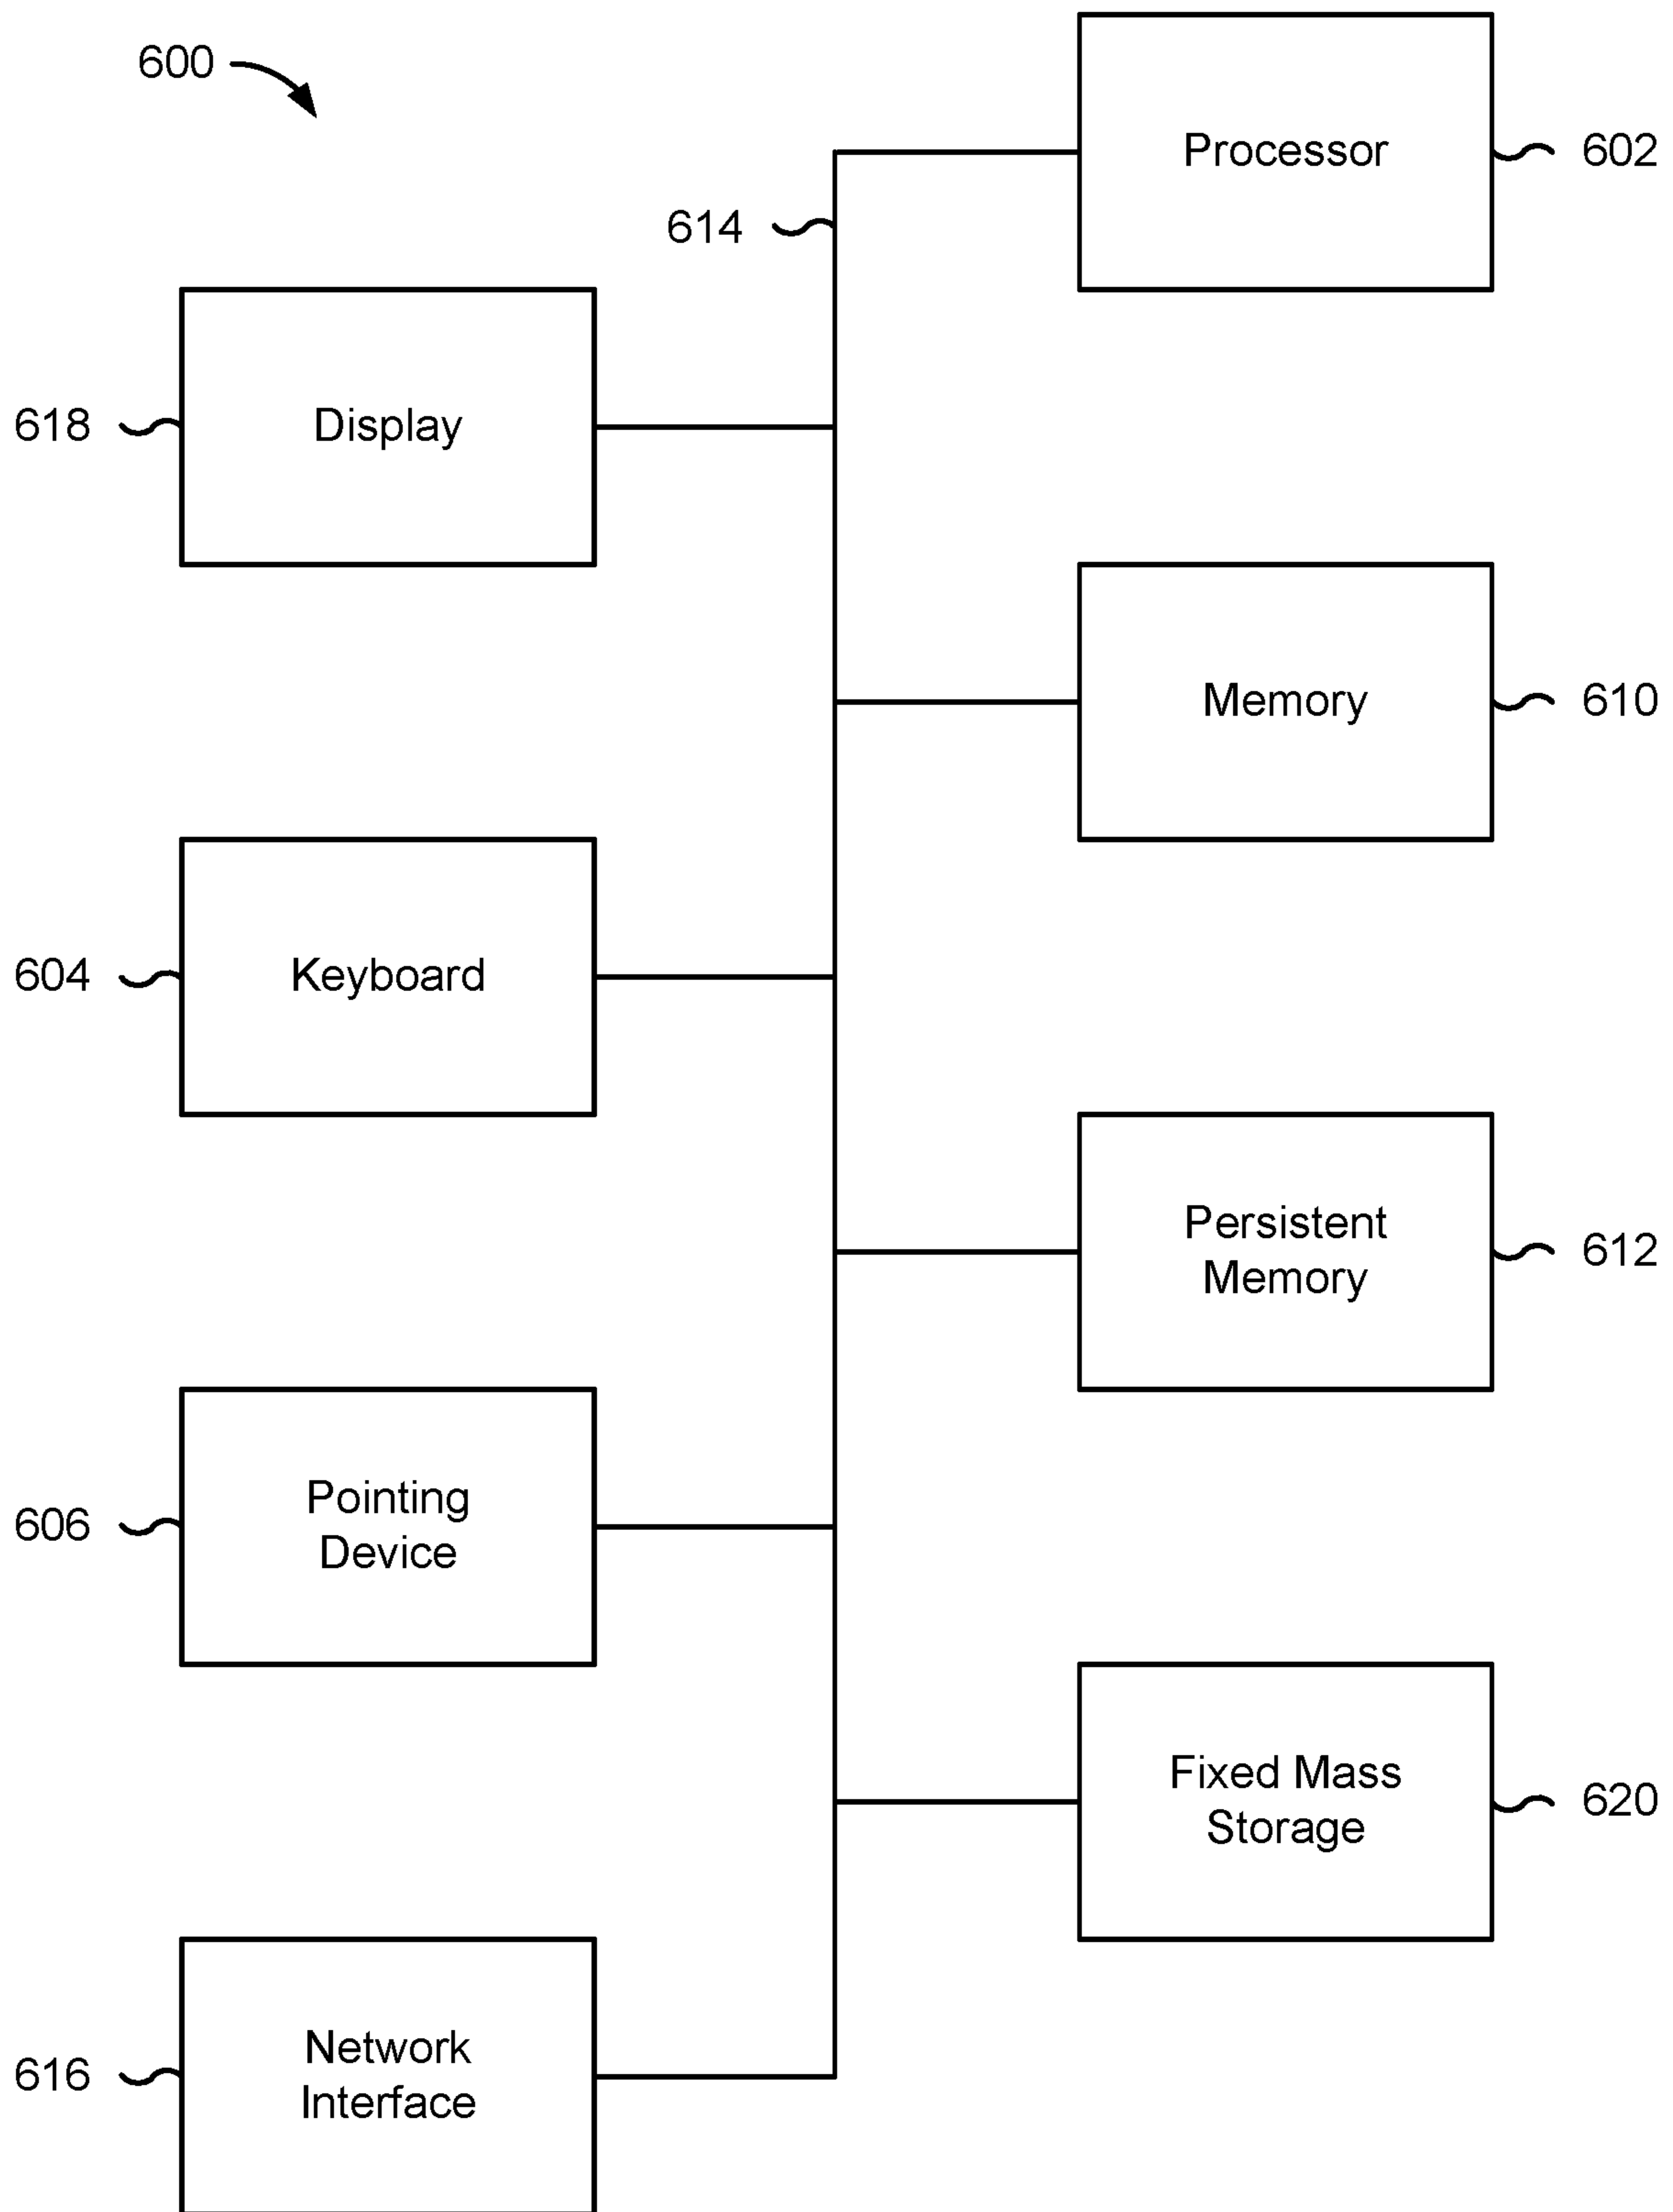 600
Processor
602
614
618
Display
Memory
610
604
Keyboard
Persistent
Memory
612
606
Pointing
Device
Fixed Mass
Storage
620
616
Network
Interface